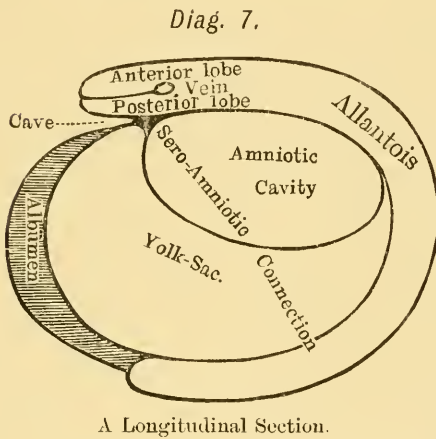 Diag. 7.
Anterior lobe
Vein
Posterior lobe
Cave
Allantois
Sero-Amniotic
Connection
Amniotic
Cavity
Albumen
Yolk-Sac.
A Longitudinal Section.